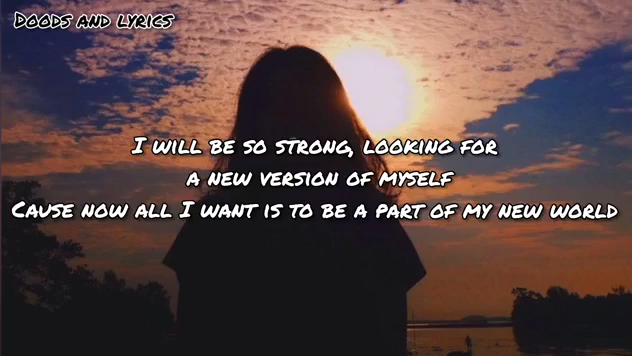 Doods and lyrics
I will be so strong, looking for
a new version of myself
Cause now all I want is to be a part of my new world